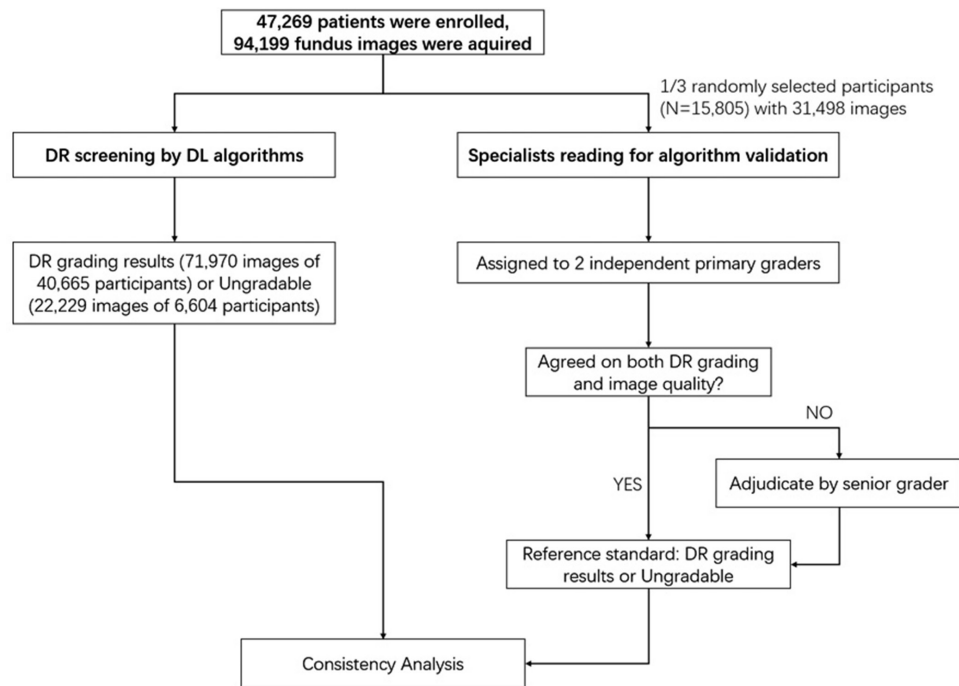 47,269 patients were enrolled,
94,199 fundus images were aquired
1/3 randomly selected participants
(N=15,805) with 31,498 images
DR screening by DL algorithms
Specialists reading for algorithm validation
DR grading results (71,970 images of
40,665 participants) or Ungradable
(22,229 images of 6,604 participants)
Assigned to 2 independent primary graders
Agreed on both DR grading
and image quality?
NO
YES
Adjudicate by senior grader
Reference standard: DR grading
results or Ungradable
Consistency Analysis